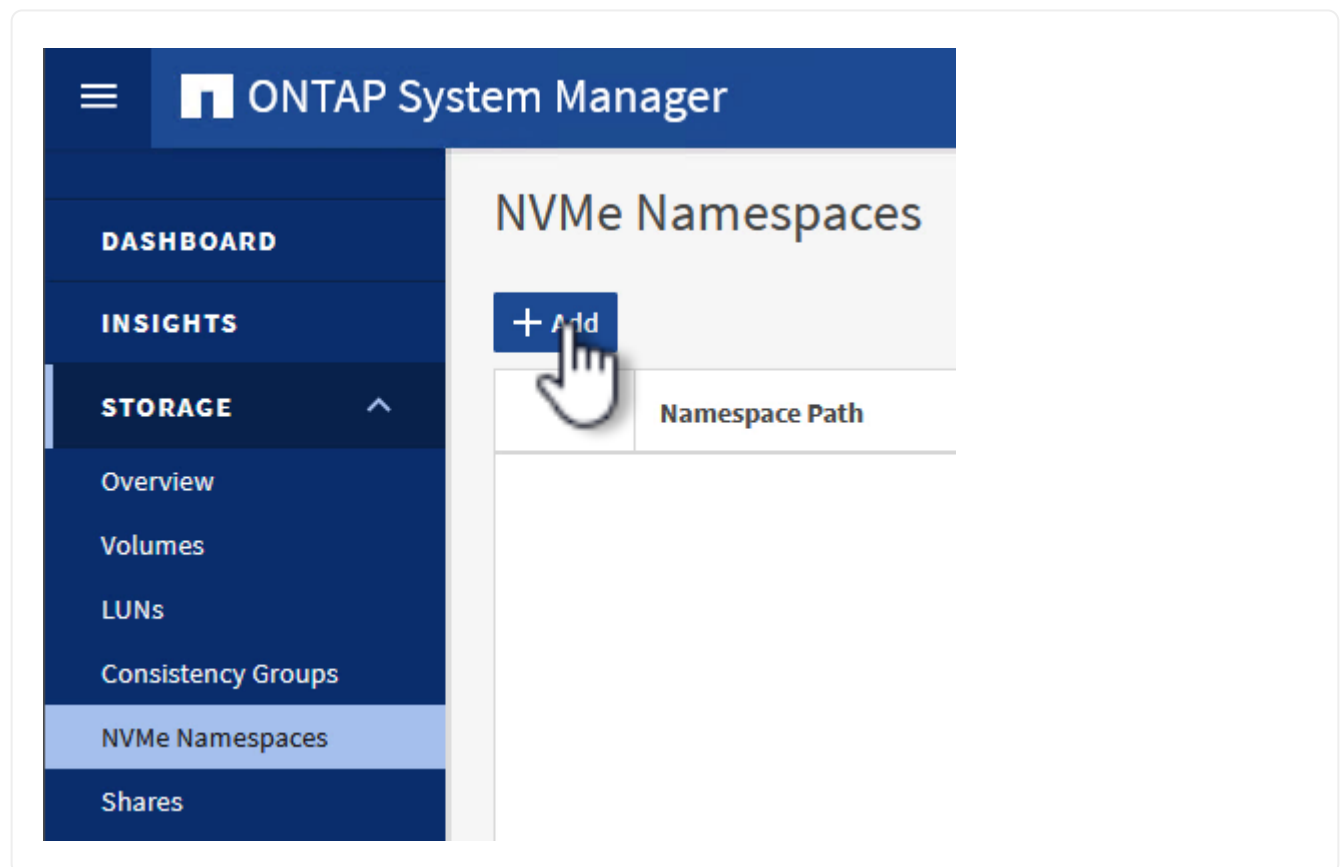 ONTAP System Manager
DASHBOARD
INSIGHTS
STORAGE
Overview
Volumes
LUNs
Consistency Groups
NVMe Namespaces
Shares
NVMe Namespaces
+ Add
Namespace Path